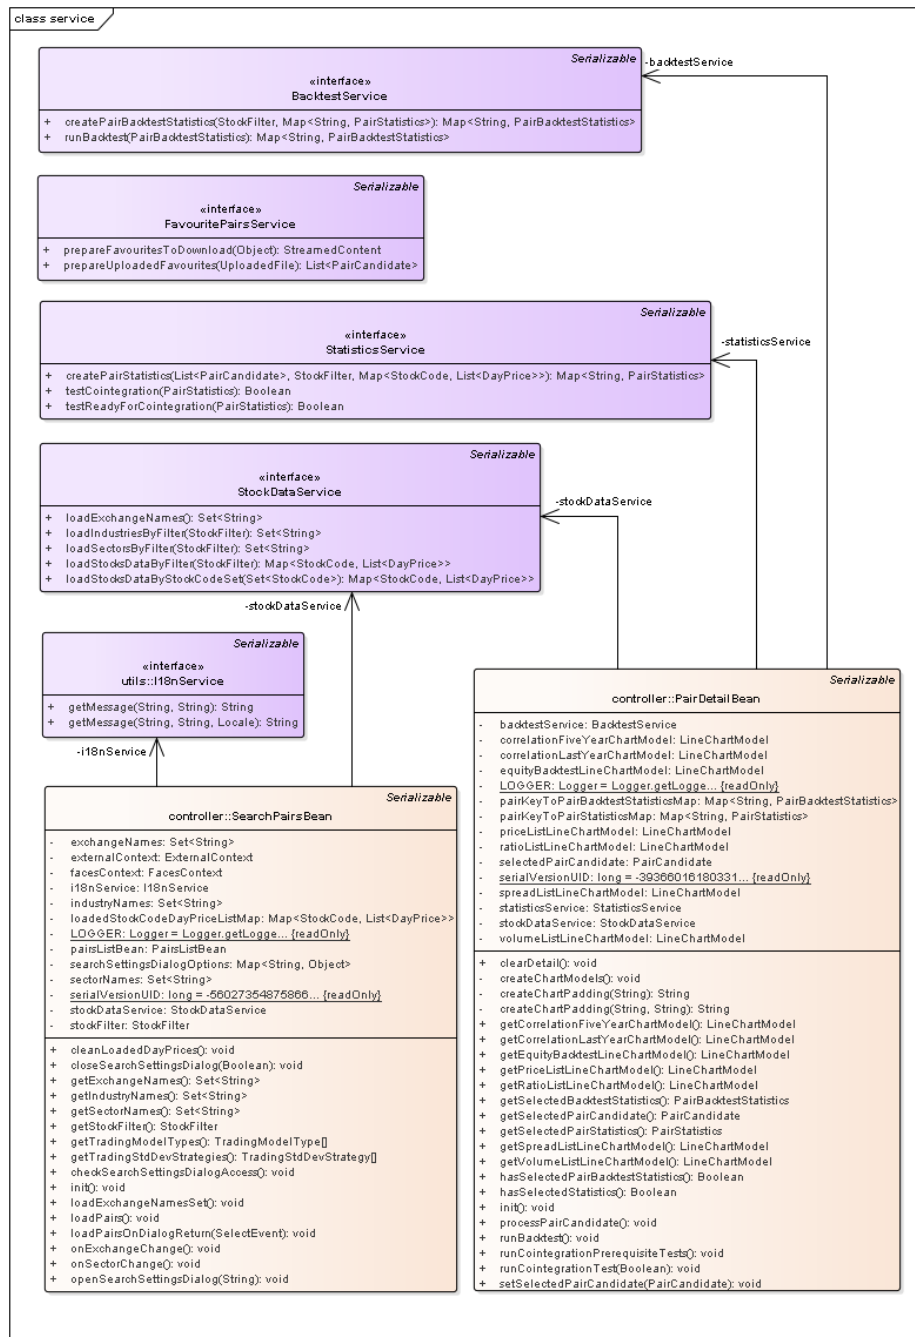 class service
Serializable
«interface»
BacktestService
+ createPairBacktestStatistics(StockFilter, Map<String, PairStatistics>): Map<String, PairBacktestStatistics>
+ runBacktest(PairBacktestStatistics): Map<String, PairBacktestStatistics>
-backtestService
Serializable
«interface»
FavouritePairsService
+ prepareFavouritesToDownload(Object): StreamedContent
+ prepareUploadedFavourites(UploadedFile): List<PairCandidate>
Serializable
«interface»
StatisticsService
+ createPairStatistics(List<PairCandidate>, StockFilter, Map<StockCode, List<DayPrice>>): Map<String, PairStatistics>
+ testCointegration(PairStatistics): Boolean
+ testReadyForCointegration(PairStatistics): Boolean
-statisticsService
Serializable
«interface»
StockDataService
+ loadExchangeNames(): Set<String>
+ loadIndustriesByFilter(StockFilter): Set<String>
+ loadSectorsByFilter(StockFilter): Set<String>
+ loadStocksDataByFilter(StockFilter): Map<StockCode, List<DayPrice>>
+ loadStocksDataByStockCodeSet(Set<StockCode>): Map<StockCode, List<DayPrice>>
-stockDataService
-stockDataService
Serializable
«interface»
utils::I18nService
+ getMessage(String, String): String
+ getMessage(String, String, Locale): String
-i18nService
Serializable
controller::SearchPairsBean
- exchangeNames: Set<String>
- externalContext: ExternalContext
- facesContext: FacesContext
- i18nService: I18nService
- industryNames: Set<String>
- loadedStockCodeDayPriceListMap: Map<StockCode, List<DayPrice>>
- LOGGER: Logger = Logger.getLogge... {readOnly}
- pairsListBean: PairsListBean
- searchSettingsDialogOptions: Map<String, Object>
- sectorNames: Set<String>
- serialVersionUID: long = -56027354875866... {readOnly}
- stockDataService: StockDataService
- stockFilter: StockFilter
+ cleanLoadedDayPrices(): void
+ closeSearchSettingsDialog(Boolean): void
+ getExchangeNames(): Set<String>
+ getIndustryNames(): Set<String>
+ getSectorNames(): Set<String>
+ getStockFilter(): StockFilter
+ getTradingModelTypes(): TradingModelType[]
+ getTradingStdDevStrategies(): TradingStdDevStrategy[]
+ checkSearchSettingsDialogAccess(): void
+ init(): void
+ loadExchangeNamesSet(): void
+ loadPairs(): void
+ loadPairsOnDialogReturn(SelectEvent): void
+ onExchangeChange(): void
+ onSectorChange(): void
+ openSearchSettingsDialog(String): void
Serializable
controller::PairDetailBean
- backtestService: BacktestService
- correlationFiveYearChartModel: LineChartModel
- correlationLastYearChartModel: LineChartModel
- equityBacktestLineChartModel: LineChartModel
- LOGGER: Logger = Logger.getLogge... {readOnly}
- pairKeyToPairBacktestStatisticsMap: Map<String, PairBacktestStatistics>
- pairKeyToPairStatisticsMap: Map<String, PairStatistics>
- priceListLineChartModel: LineChartModel
- ratioListLineChartModel: LineChartModel
- selectedPairCandidate: PairCandidate
- serialVersionUID: long = -39366016180331... {readOnly}
- spreadListLineChartModel: LineChartModel
- statisticsService: StatisticsService
- stockDataService: StockDataService
- volumeListLineChartModel: LineChartModel
+ clearDetail(): void
- createChartModels(): void
- createChartPadding(String): String
- createChartPadding(String, String): String
+ getCorrelationFiveYearChartModel(): LineChartModel
+ getCorrelationLastYearChartModel(): LineChartModel
+ getEquityBacktestLineChartModel(): LineChartModel
+ getPriceListLineChartModel(): LineChartModel
+ getRatioListLineChartModel(): LineChartModel
+ getSelectedBacktestStatistics(): PairBacktestStatistics
+ getSelectedPairCandidate(): PairCandidate
+ getSelectedPairStatistics(): PairStatistics
+ getSpreadListLineChartModel(): LineChartModel
+ getVolumeListLineChartModel(): LineChartModel
+ hasSelectedPairBacktestStatistics(): Boolean
+ hasSelectedStatistics(): Boolean
+ init(): void
+ processPairCandidate(): void
+ runBacktest(): void
+ runCointegrationPrerequisiteTests(): void
+ runCointegrationTest(Boolean): void
+ setSelectedPairCandidate(PairCandidate): void